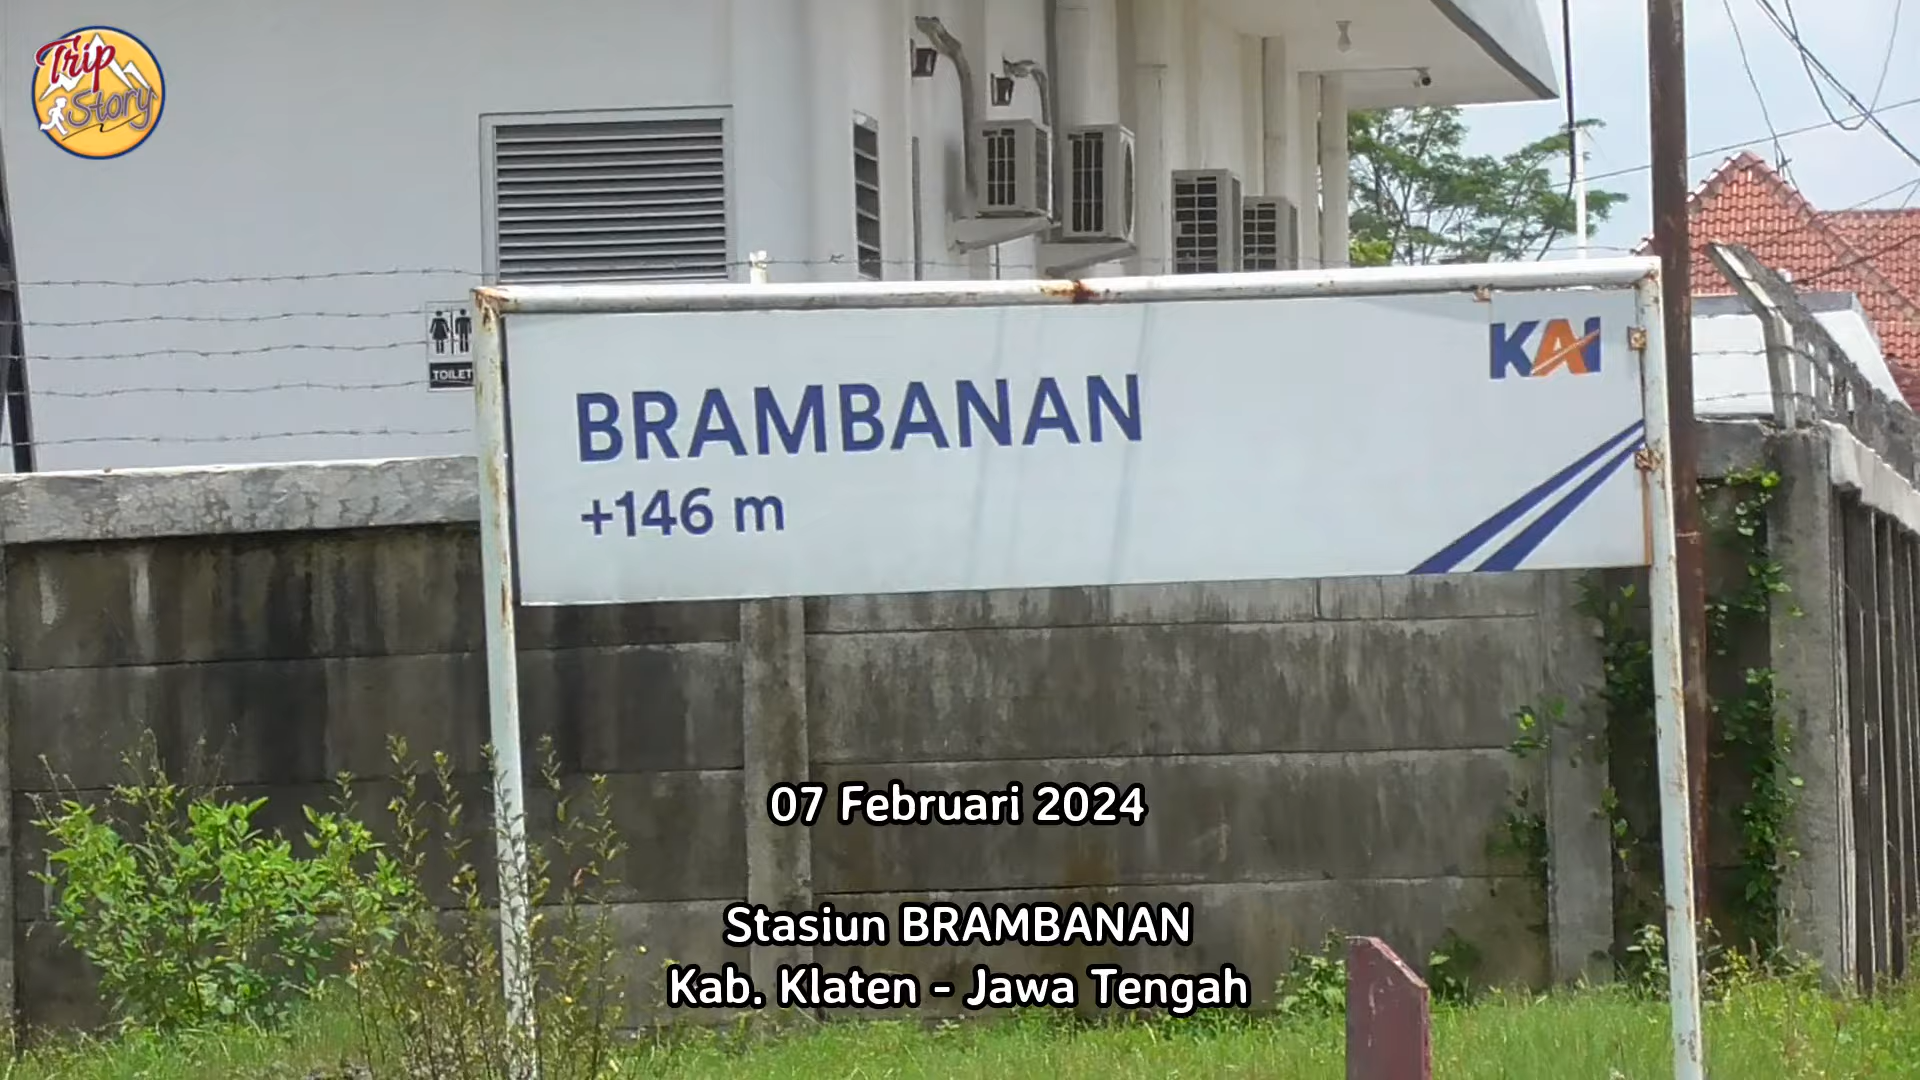 Trip
Story
TOILET
KAI
BRAMBANAN
+146 m
07 Februari 2024
Stasiun BRAMBANAN
Kab. Klaten - Jawa Tengah